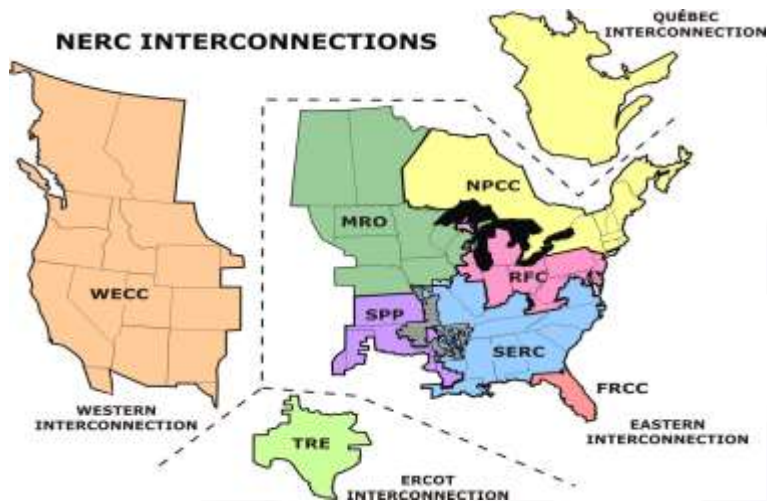 QUÉBEC
INTERCONNECTION
NERC INTERCONNECTIONS
NPCC
MRO
RFC
WECC
SPP
SERC
FRCC
WESTERN
INTERCONNECTION
EASTERN
INTERCONNECTION
TRE
ERCOT
INTERCONNECTION